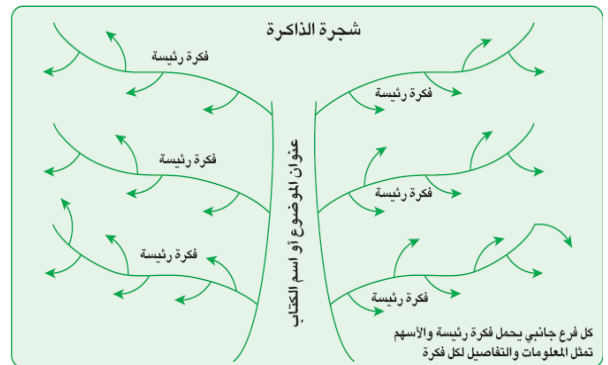 شجرة الذاكرة
فكرة رئيسة
فكرة رئيسة
فكرة رئيسة
فكرة رئيسة
فكرة رئيسة
فكرة رئيسة
عنوان الموضوع أو اسم الكتاب
كل فرع جانبي يحمل فكرة رئيسة والأسهم
تمثل المعلومات والتفاصيل لكل فكرة